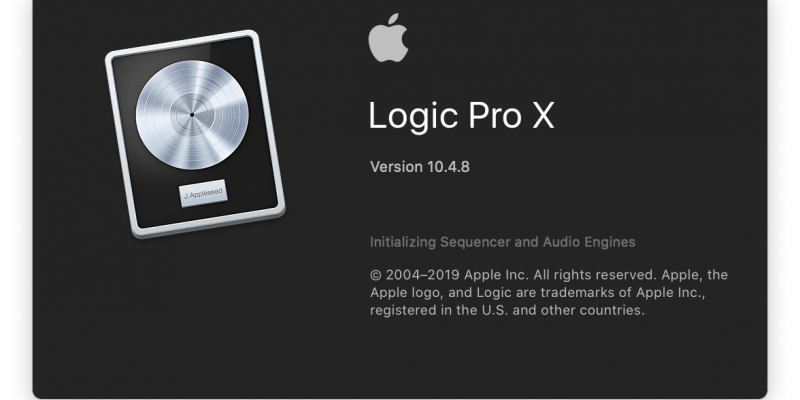 Logic Pro X
Version 10.4.8
J.Appleseed
Initializing Sequencer and Audio Engines
© 2004–2019 Apple Inc. All rights reserved. Apple, the
Apple logo, and Logic are trademarks of Apple Inc.,
registered in the U.S. and other countries.